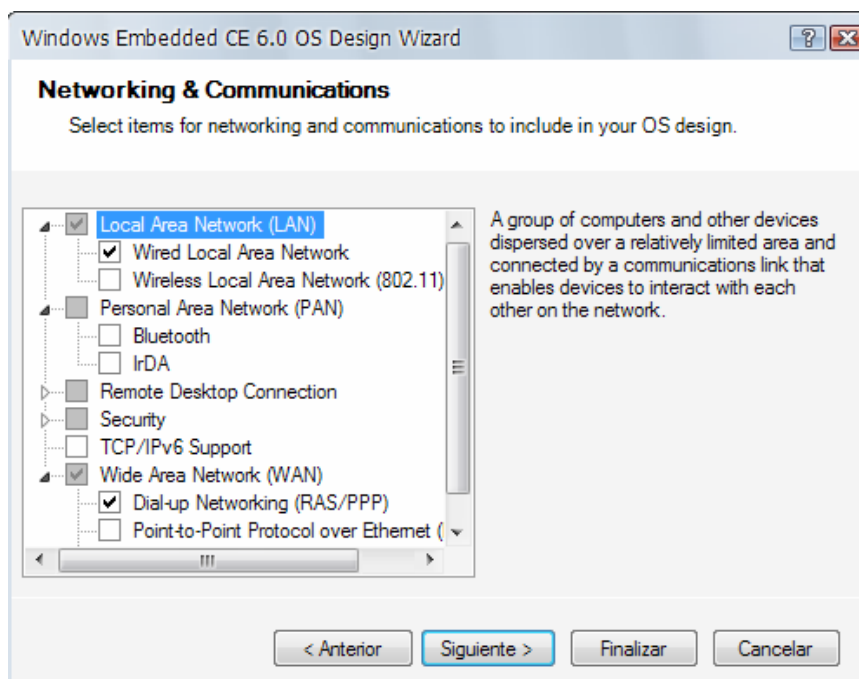 Windows Embedded CE 6.0 OS Design Wizard
Networking & Communications
Select items for networking and communications to include in your OS design.
Local Area Network (LAN)
Wired Local Area Network
Wireless Local Area Network (802.11)
Personal Area Network (PAN)
Bluetooth
IrDA
Remote Desktop Connection
Security
TCP/IPv6 Support
Wide Area Network (WAN)
Dial-up Networking (RAS/PPP)
Point-to-Point Protocol over Ethernet (
A group of computers and other devices
dispersed over a relatively limited area and
connected by a communications link that
enables devices to interact with each
other on the network.
< Anterior
Siguiente >
Finalizar
Cancelar